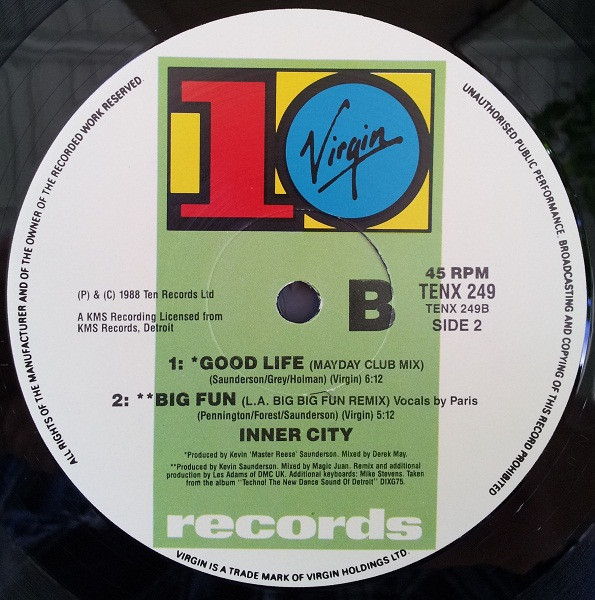 ALL RIGHTS OF THE MANUFACTURER AND OF THE OWNER OF THE RECORDED WORK RESERVED.
UNAUTHORISED PUBLIC PERFORMANCE, BROADCASTING AND COPYING OF THIS RECORD PROHIBITED
10
Virgin
(P) & (C) 1988 Ten Records Ltd
A KMS Recording Licensed from
KMS Records, Detroit
B
45 RPM
TENX 249
TENX 249B
SIDE 2
1: *GOOD LIFE (MAYDAY CLUB MIX)
(Saunderson/Grey/Holman) (Virgin) 6:12
2: **BIG FUN (L.A. BIG BIG FUN REMIX) Vocals by Paris
(Pennington/Forest/Saunderson) (Virgin) 5:12
INNER CITY
*Produced by Kevin 'Master Reese' Saunderson. Mixed by Derek May.
**Produced by Kevin Saunderson. Mixed by Magic Juan. Remix and additional
production by Les Adams of DMC UK. Additional keyboards: Mike Stevens. Taken
from the album "Techno! The New Dance Sound Of Detroit" DIXG75.
records
VIRGIN IS A TRADE MARK OF VIRGIN HOLDINGS LTD.